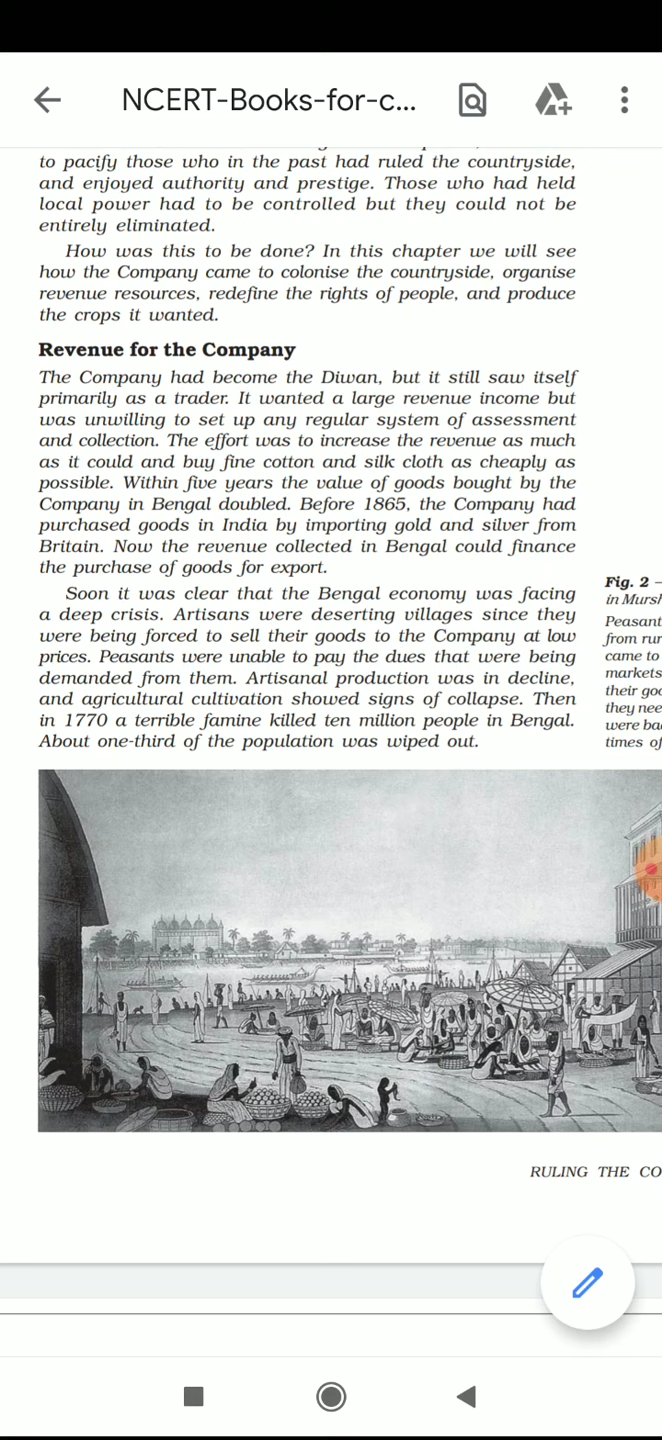 NCERT-Books-for-c...
to pacify those who in the past had ruled the countryside,
and enjoyed authority and prestige. Those who had held
local power had to be controlled but they could not be
entirely eliminated.
How was this to be done? In this chapter we will see
how the Company came to colonise the countryside, organise
revenue resources, redefine the rights of people, and produce
the crops it wanted.
Revenue for the Company
The Company had become the Diwan, but it still saw itself
primarily as a trader. It wanted a large revenue income but
was unwilling to set up any regular system of assessment
and collection. The effort was to increase the revenue as much
as it could and buy fine cotton and silk cloth as cheaply as
possible. Within five years the value of goods bought by the
Company in Bengal doubled. Before 1865, the Company had
purchased goods in India by importing gold and silver from
Britain. Now the revenue collected in Bengal could finance
the purchase of goods for export.
Soon it was clear that the Bengal economy was facing
a deep crisis. Artisans were deserting villages since they
were being forced to sell their goods to the Company at low
prices. Peasants were unable to pay the dues that were being
demanded from them. Artisanal production was in decline,
and agricultural cultivation showed signs of collapse. Then
in 1770 a terrible famine killed ten million people in Bengal.
About one-third of the population was wiped out.
Fig. 2 –
in Mursh
Peasant
from rur
came to
markets
their goo
they nee
were ba
times of
RULING THE CO